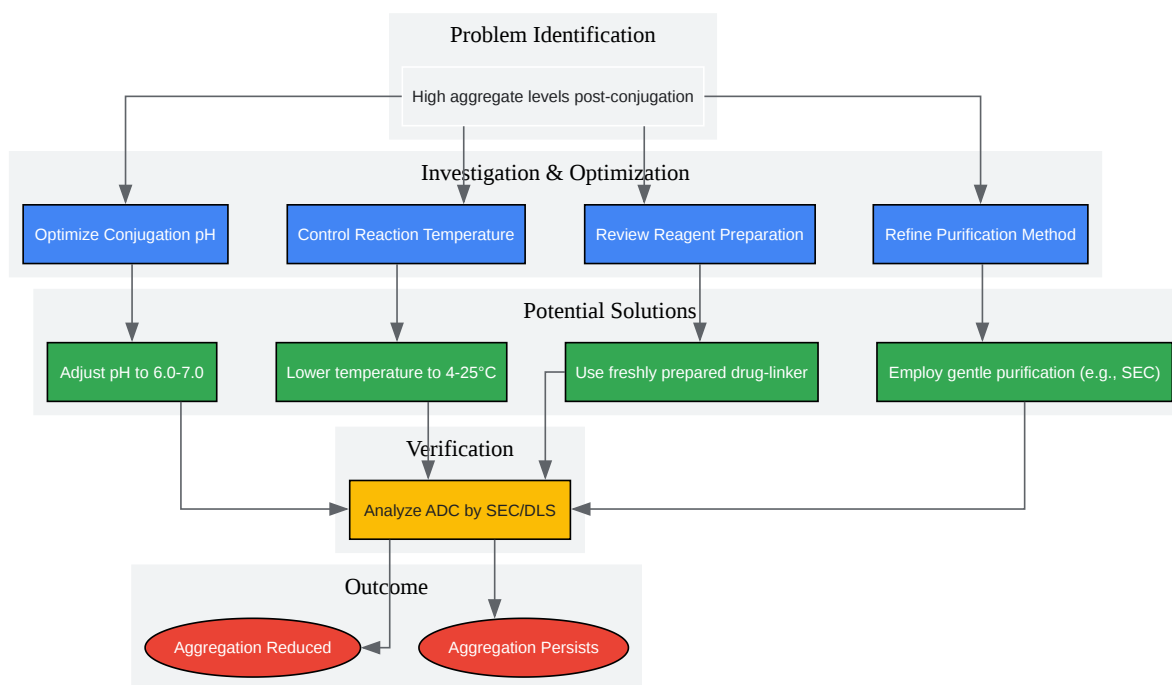 Problem Identification
High aggregate levels post-conjugation
Investigation & Optimization
Optimize Conjugation pH
Control Reaction Temperature
Review Reagent Preparation
Refine Purification Method
Potential Solutions
Adjust pH to 6.0-7.0
Lower temperature to 4-25°C
Use freshly prepared drug-linker
Employ gentle purification (e.g., SEC)
Verification
Analyze ADC by SEC/DLS
Outcome
Aggregation Reduced
Aggregation Persists